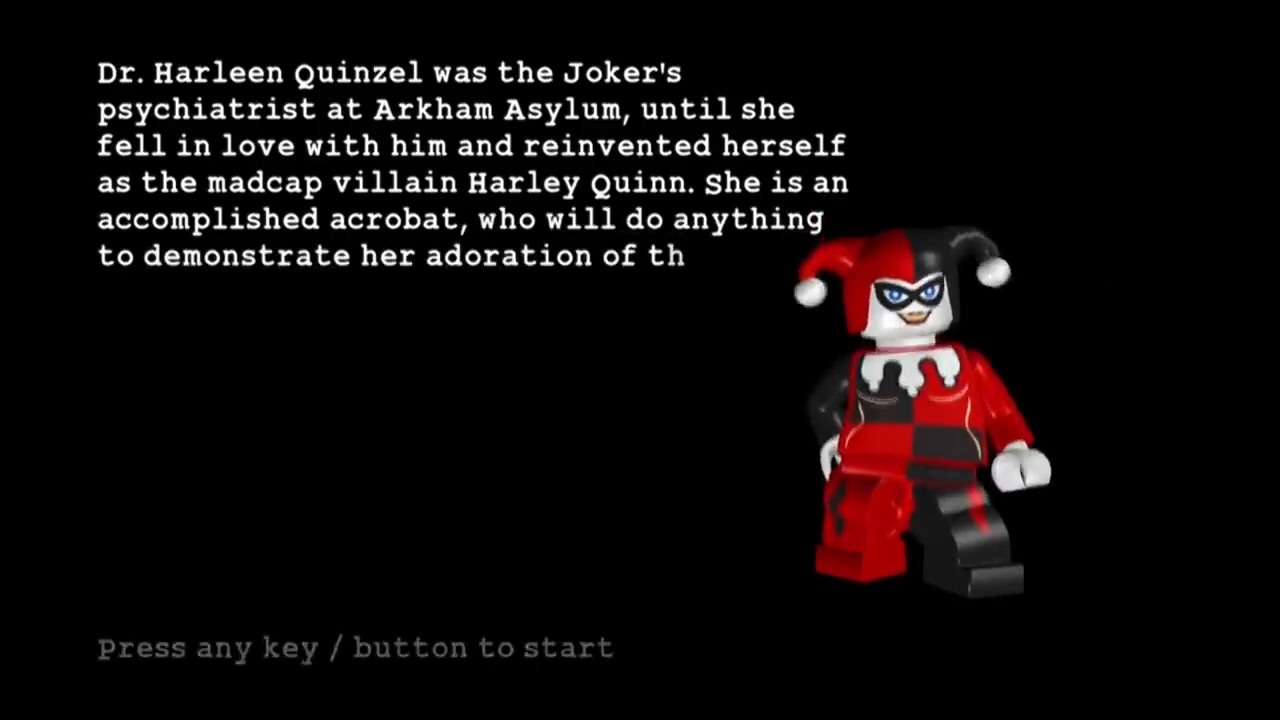 Dr. Harleen Quinzel was the Joker's
psychiatrist at Arkham Asylum, until she
fell in love with him and reinvented herself
as the madcap villain Harley Quinn. She is an
accomplished acrobat, who will do anything
to demonstrate her adoration of th
Press any key / button to start